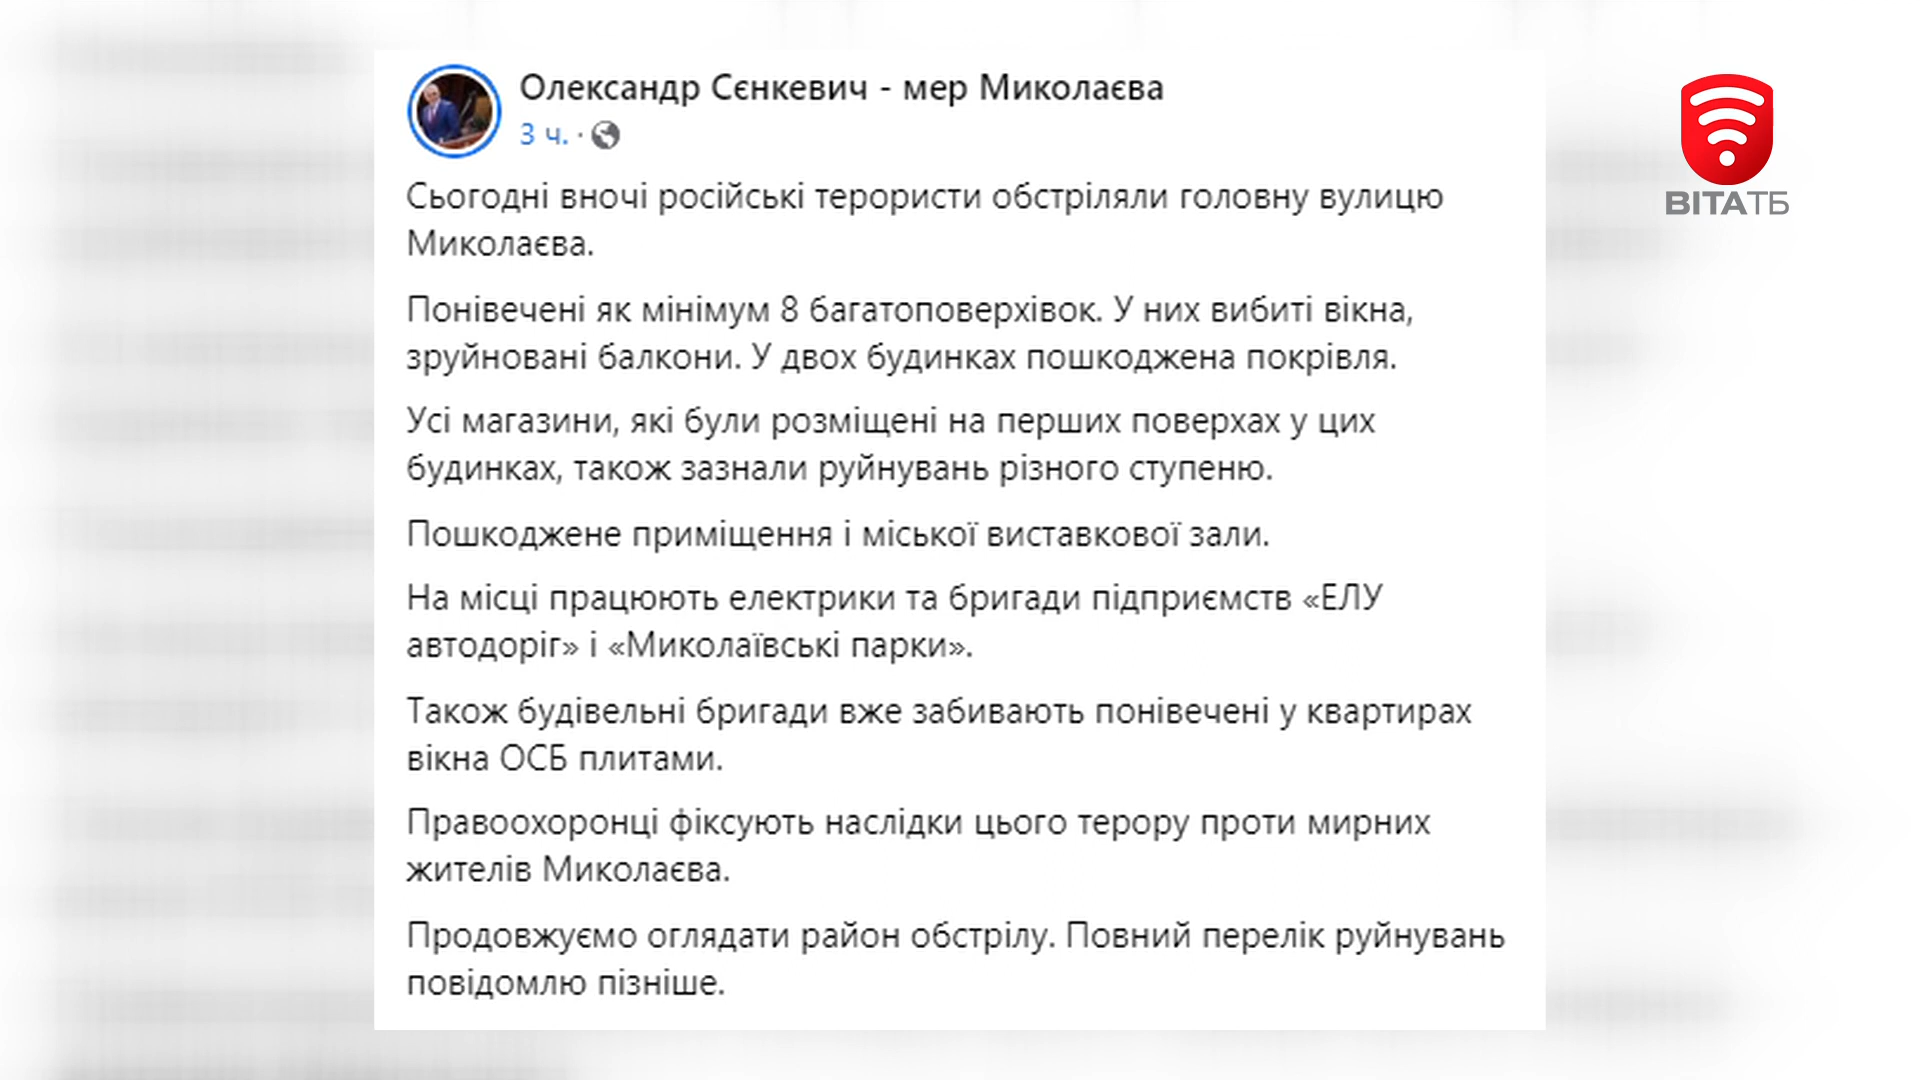 Олександр Сєнкевич - мер Миколаєва
3 ч. ·
Сьогодні вночі російські терористи обстріляли головну вулицю
Миколаєва.
Понівечені як мінімум 8 багатоповерхівок. У них вибиті вікна,
зруйновані балкони. У двох будинках пошкоджена покрівля.
Усі магазини, які були розміщені на перших поверхах у цих
будинках, також зазнали руйнувань різного ступеню.
Пошкоджене приміщення і міської виставкової зали.
На місці працюють електрики та бригади підприємств «ЕЛУ
автодоріг» і «Миколаївські парки».
Також будівельні бригади вже забивають понівечені у квартирах
вікна ОСБ плитами.
Правоохоронці фіксують наслідки цього терору проти мирних
жителів Миколаєва.
Продовжуємо оглядати район обстрілу. Повний перелік руйнувань
повідомлю пізніше.
ВІТАТБ